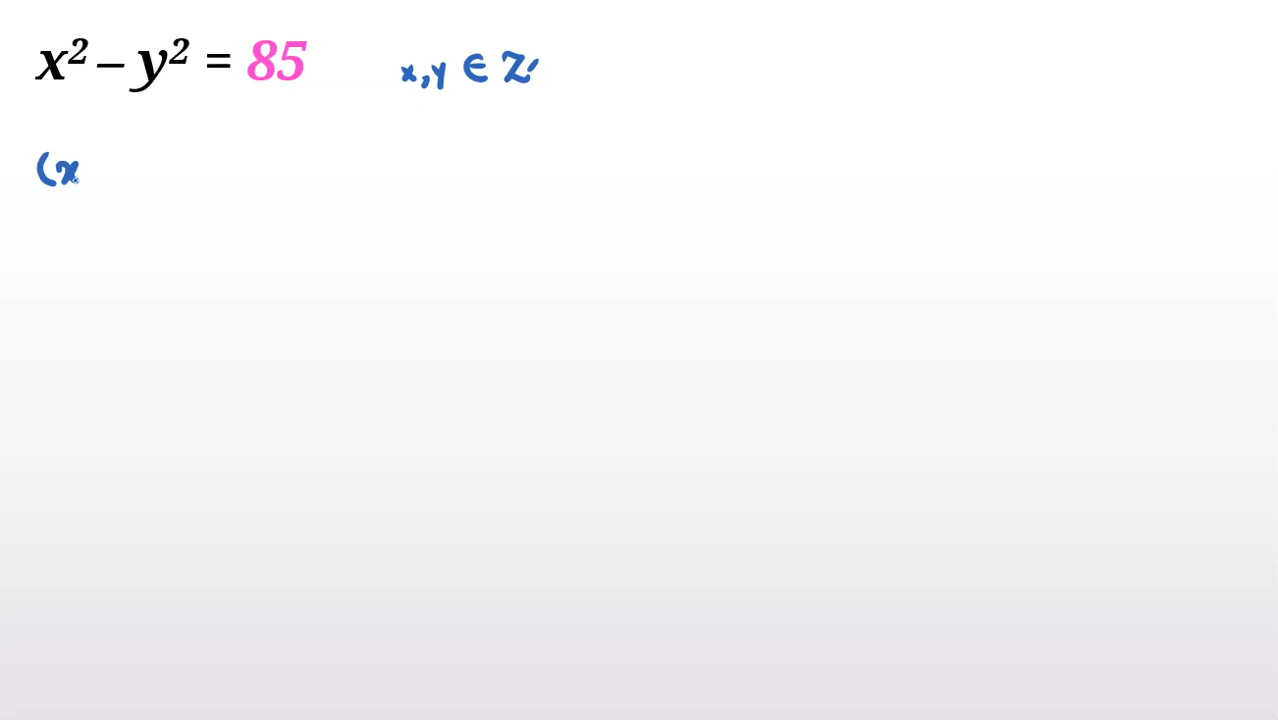 x² – y² = 85 x, y ∈ Z
(x